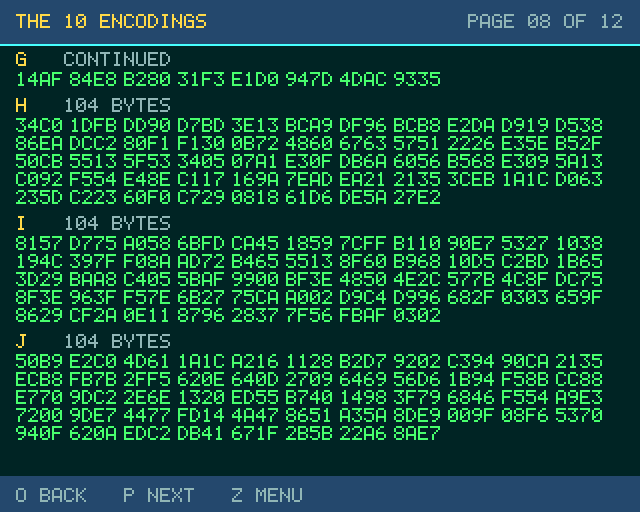 THE 10 ENCODINGS PAGE 08 OF 12
G CONTINUED
14AF 84E8 B280 31F3 E1D0 947D 4DAC 9335
H 104 BYTES
34C0 1DFB DD90 D7BD 3E13 BCA9 DF96 BCB8 E2DA D919 D538
86EA DCC2 80F1 F130 0B72 4860 6763 5751 2226 E35E B52F
50CB 5513 5F53 3405 07A1 E30F DB6A 6056 B568 E309 5A13
C092 F554 E48E C117 169A 7EAD EA21 2135 3CEB 1A1C D063
235D C223 60F0 C729 0818 61D6 DE5A 27E2
I 104 BYTES
8157 D775 A058 6BFD CA45 1859 7CFF B110 90E7 5327 1038
194C 397F F08A AD72 B465 5513 8F60 B968 10D5 C2BD 1B65
3D29 BAA8 C405 5BAF 9900 BF3E 4850 4E2C 577B 4C8F DC75
8F3E 963F F57E 6B27 75CA A002 D9C4 D996 682F 0303 659F
8629 CF2A 0E11 8796 2837 7F56 FBAF 0302
J 104 BYTES
50B9 E2C0 4D61 1A1C A216 1128 B2D7 9202 C394 90CA 2135
ECB8 FB7B 2FF5 620E 640D 2709 6469 56D6 1B94 F58B CC88
E770 9DC2 2E6E 1320 ED55 B740 1498 3F79 6846 F554 A9E3
7200 9DE7 4477 FD14 4A47 8651 A35A 8DE9 009F 08F6 5370
940F 620A EDC2 DB41 671F 2B5B 22A6 8AE7
O BACK P NEXT Z MENU